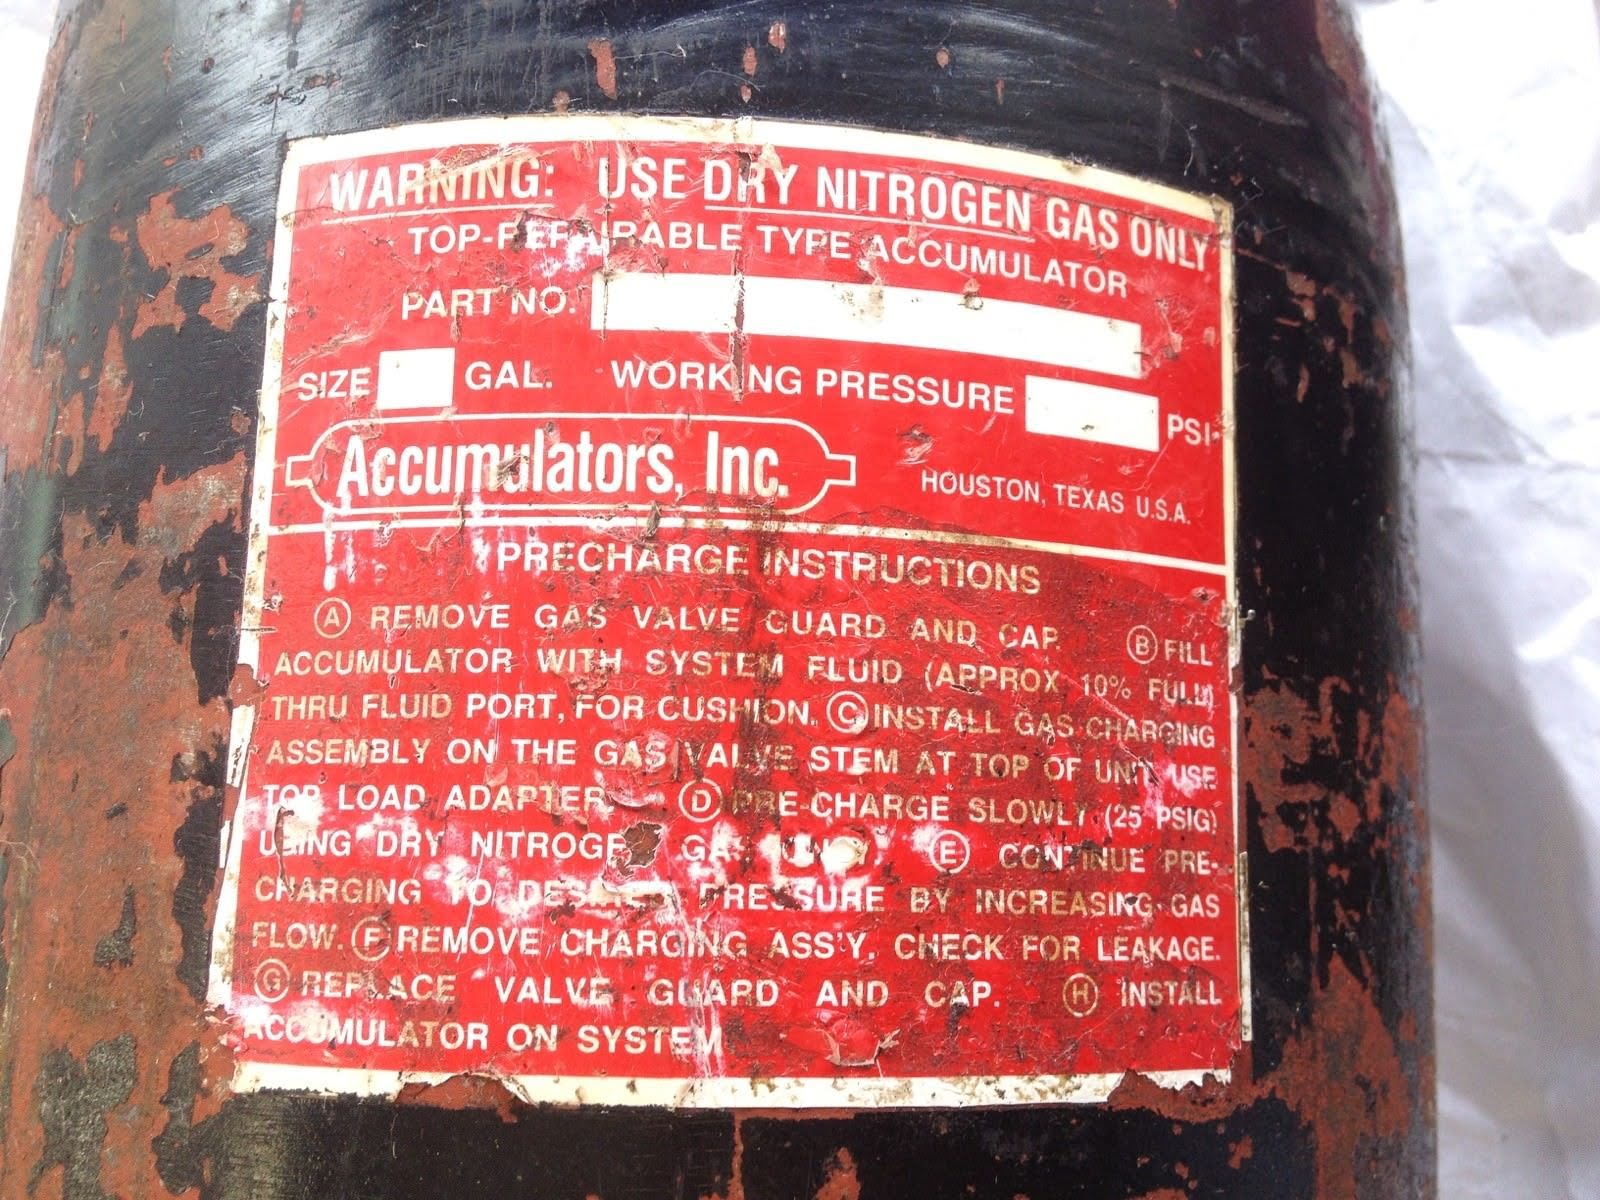 WARNING: USE DRY NITROGEN GAS ONLY
TOP-REPAIRABLE TYPE ACCUMULATOR
PART NO.
SIZE GAL. WORKING PRESSURE PSI.
Accumulators, Inc.
HOUSTON, TEXAS U.S.A.
PRECHARGE INSTRUCTIONS
Ⓐ REMOVE GAS VALVE GUARD AND CAP. Ⓑ FILL
ACCUMULATOR WITH SYSTEM FLUID (APPROX. 10% FULL)
THRU FLUID PORT, FOR CUSHION. Ⓒ INSTALL GAS CHARGING
ASSEMBLY ON THE GAS VALVE STEM AT TOP OF UNIT USE
TOP LOAD ADAPTER. Ⓓ PRE-CHARGE SLOWLY (25 PSIG)
USING DRY NITROGEN GAS ONLY. Ⓔ CONTINUE PRE-
CHARGING TO DESIRED PRESSURE BY INCREASING GAS
FLOW. Ⓕ REMOVE CHARGING ASS'Y, CHECK FOR LEAKAGE.
Ⓖ REPLACE VALVE GUARD AND CAP. Ⓗ INSTALL
ACCUMULATOR ON SYSTEM